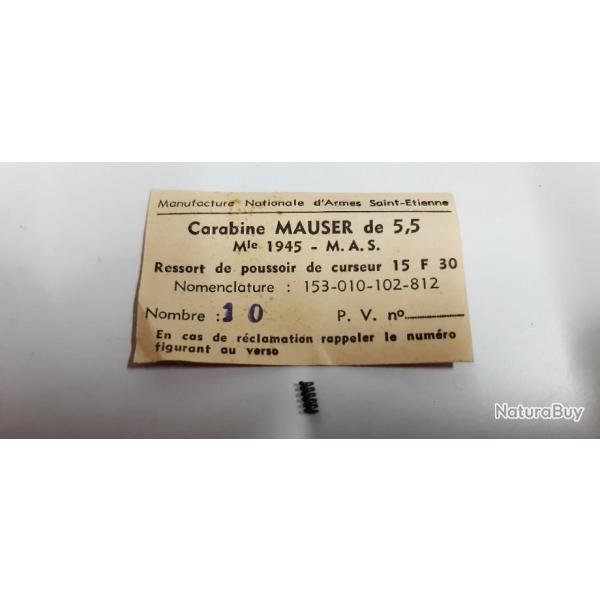 Manufacture Nationale d'Armes Saint-Etienne
Carabine MAUSER de 5,5
Mle 1945 - M.A.S.
Ressort de poussoir de curseur 15 F 30
Nomenclature : 153-010-102-812
Nombre : 10 P. V. no
En cas de réclamation rappeler le numéro
figurant au verso
NaturaBuy